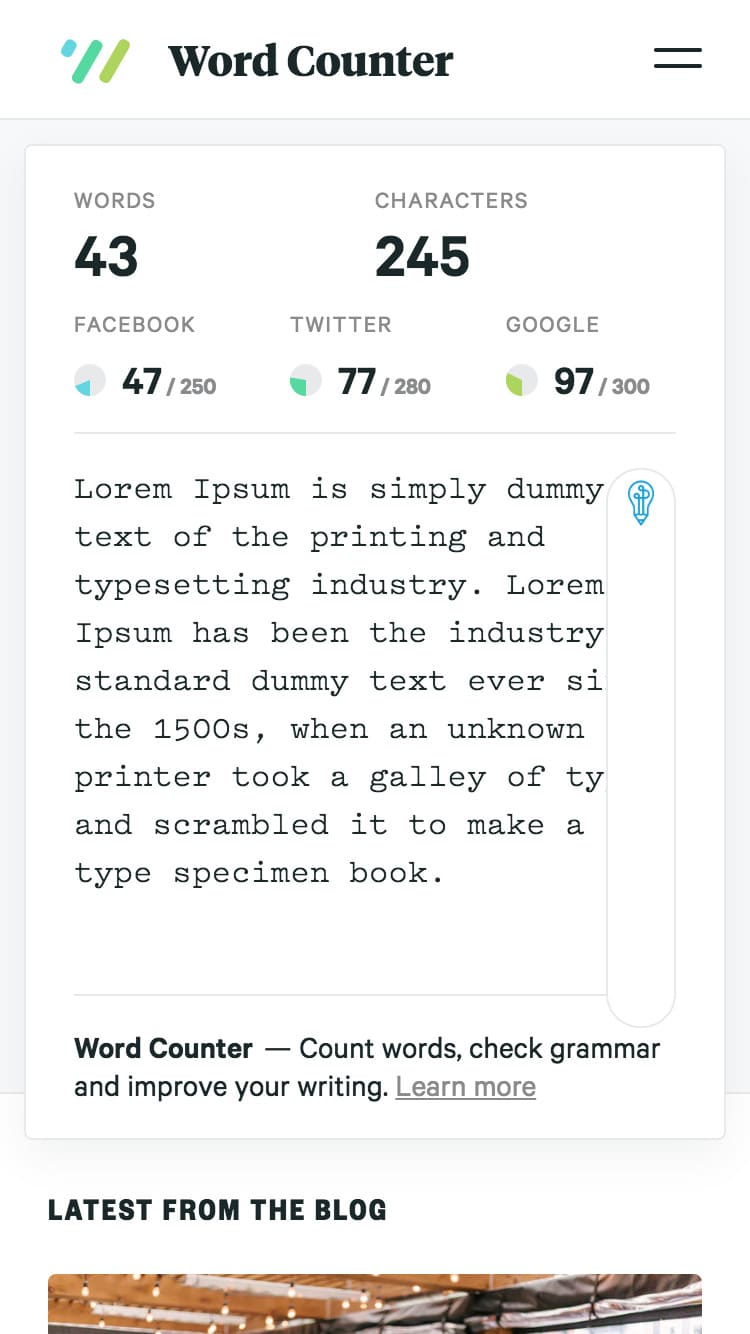 Word Counter
WORDS CHARACTERS
43 245
FACEBOOK TWITTER GOOGLE
47 / 250 77 / 280 97 / 300
Lorem Ipsum is simply dummy
text of the printing and
typesetting industry. Lorem
Ipsum has been the industry
standard dummy text ever si
the 1500s, when an unknown
printer took a galley of ty
and scrambled it to make a
type specimen book.
Word Counter — Count words, check grammar
and improve your writing. Learn more
LATEST FROM THE BLOG